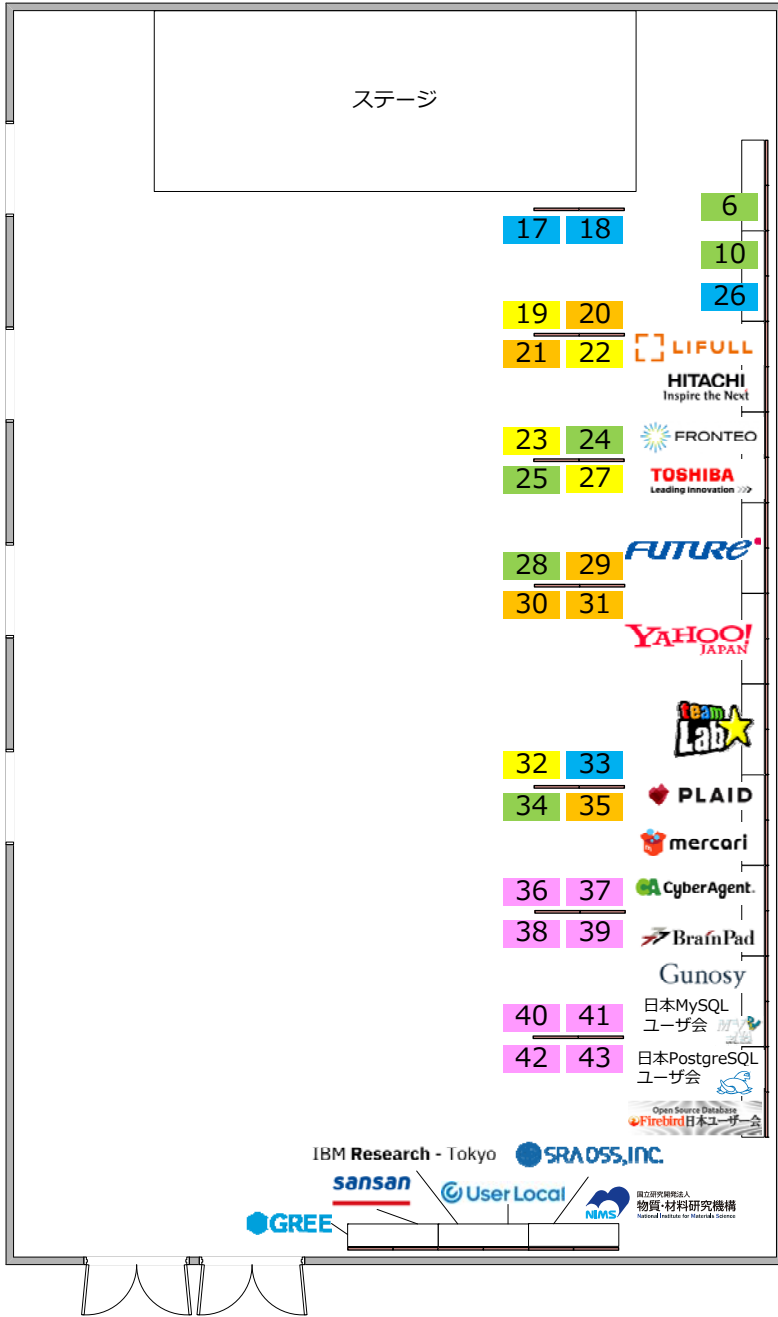 ステージ
6
17 18
10
26
19 20
21 22
LIFULL
HITACHI
Inspire the Next
23 24
FRONTEO
25 27
TOSHIBA
Leading Innovation >>>
FUTURE
28 29
30 31
YAHOO!
JAPAN
team
Lab
32 33
PLAID
34 35
mercari
36 37
CA CyberAgent.
38 39
BrainPad
Gunosy
40 41
日本MySQL
ユーザ会
42 43
日本PostgreSQL
ユーザ会
Open Source Database
Firebird日本ユーザー会
IBM Research - Tokyo
SRA OSS, INC.
sansan
User Local
国立研究開発法人
物質・材料研究機構
National Institute for Materials Science
NIMS
GREE